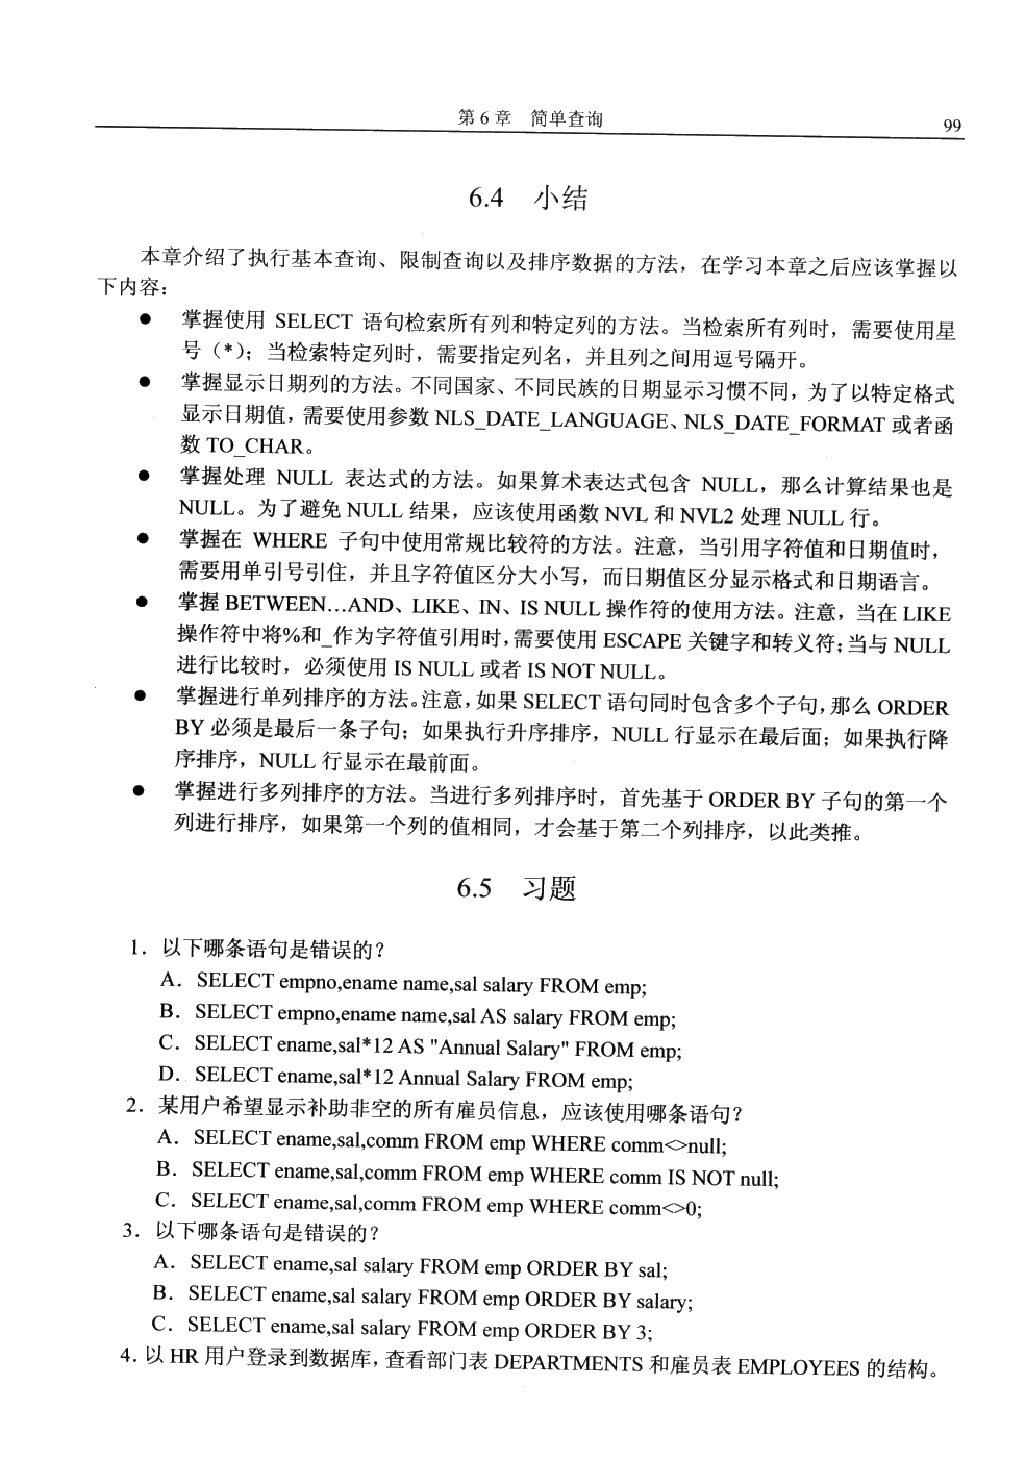 第 6 章 简单查询
99
6.4 小结
本章介绍了执行基本查询、限制查询以及排序数据的方法，在学习本章之后应该掌握以
下内容：
● 掌握使用 SELECT 语句检索所有列和特定列的方法。当检索所有列时，需要使用星
号（*）；当检索特定列时，需要指定列名，并且列之间用逗号隔开。
● 掌握显示日期列的方法。不同国家、不同民族的日期显示习惯不同，为了以特定格式
显示日期值，需要使用参数 NLS_DATE_LANGUAGE、NLS_DATE_FORMAT 或者函
数 TO_CHAR。
● 掌握处理 NULL 表达式的方法。如果算术表达式包含 NULL，那么计算结果也是
NULL。为了避免 NULL 结果，应该使用函数 NVL 和 NVL2 处理 NULL 行。
● 掌握在 WHERE 子句中使用常规比较符的方法。注意，当引用字符值和日期值时，
需要用单引号引住，并且字符值区分大小写，而日期值区分显示格式和日期语言。
● 掌握 BETWEEN…AND、LIKE、IN、IS NULL 操作符的使用方法。注意，当在 LIKE
操作符中将%和_作为字符值引用时，需要使用 ESCAPE 关键字和转义符；当与 NULL
进行比较时，必须使用 IS NULL 或者 IS NOT NULL。
● 掌握进行单列排序的方法。注意，如果 SELECT 语句同时包含多个子句，那么 ORDER
BY 必须是最后一条子句；如果执行升序排序，NULL 行显示在最后面；如果执行降
序排序，NULL 行显示在最前面。
● 掌握进行多列排序的方法。当进行多列排序时，首先基于 ORDER BY 子句的第一个
列进行排序，如果第一个列的值相同，才会基于第二个列排序，以此类推。
6.5 习题
1．以下哪条语句是错误的？
A．SELECT empno,ename name,sal salary FROM emp;
B．SELECT empno,ename name,sal AS salary FROM emp;
C．SELECT ename,sal*12 AS "Annual Salary" FROM emp;
D．SELECT ename,sal*12 Annual Salary FROM emp;
2．某用户希望显示补助非空的所有雇员信息，应该使用哪条语句？
A．SELECT ename,sal,comm FROM emp WHERE comm<>null;
B．SELECT ename,sal,comm FROM emp WHERE comm IS NOT null;
C．SELECT ename,sal,comm FROM emp WHERE comm<>0;
3．以下哪条语句是错误的？
A．SELECT ename,sal salary FROM emp ORDER BY sal;
B．SELECT ename,sal salary FROM emp ORDER BY salary;
C．SELECT ename,sal salary FROM emp ORDER BY 3;
4．以 HR 用户登录到数据库，查看部门表 DEPARTMENTS 和雇员表 EMPLOYEES 的结构。